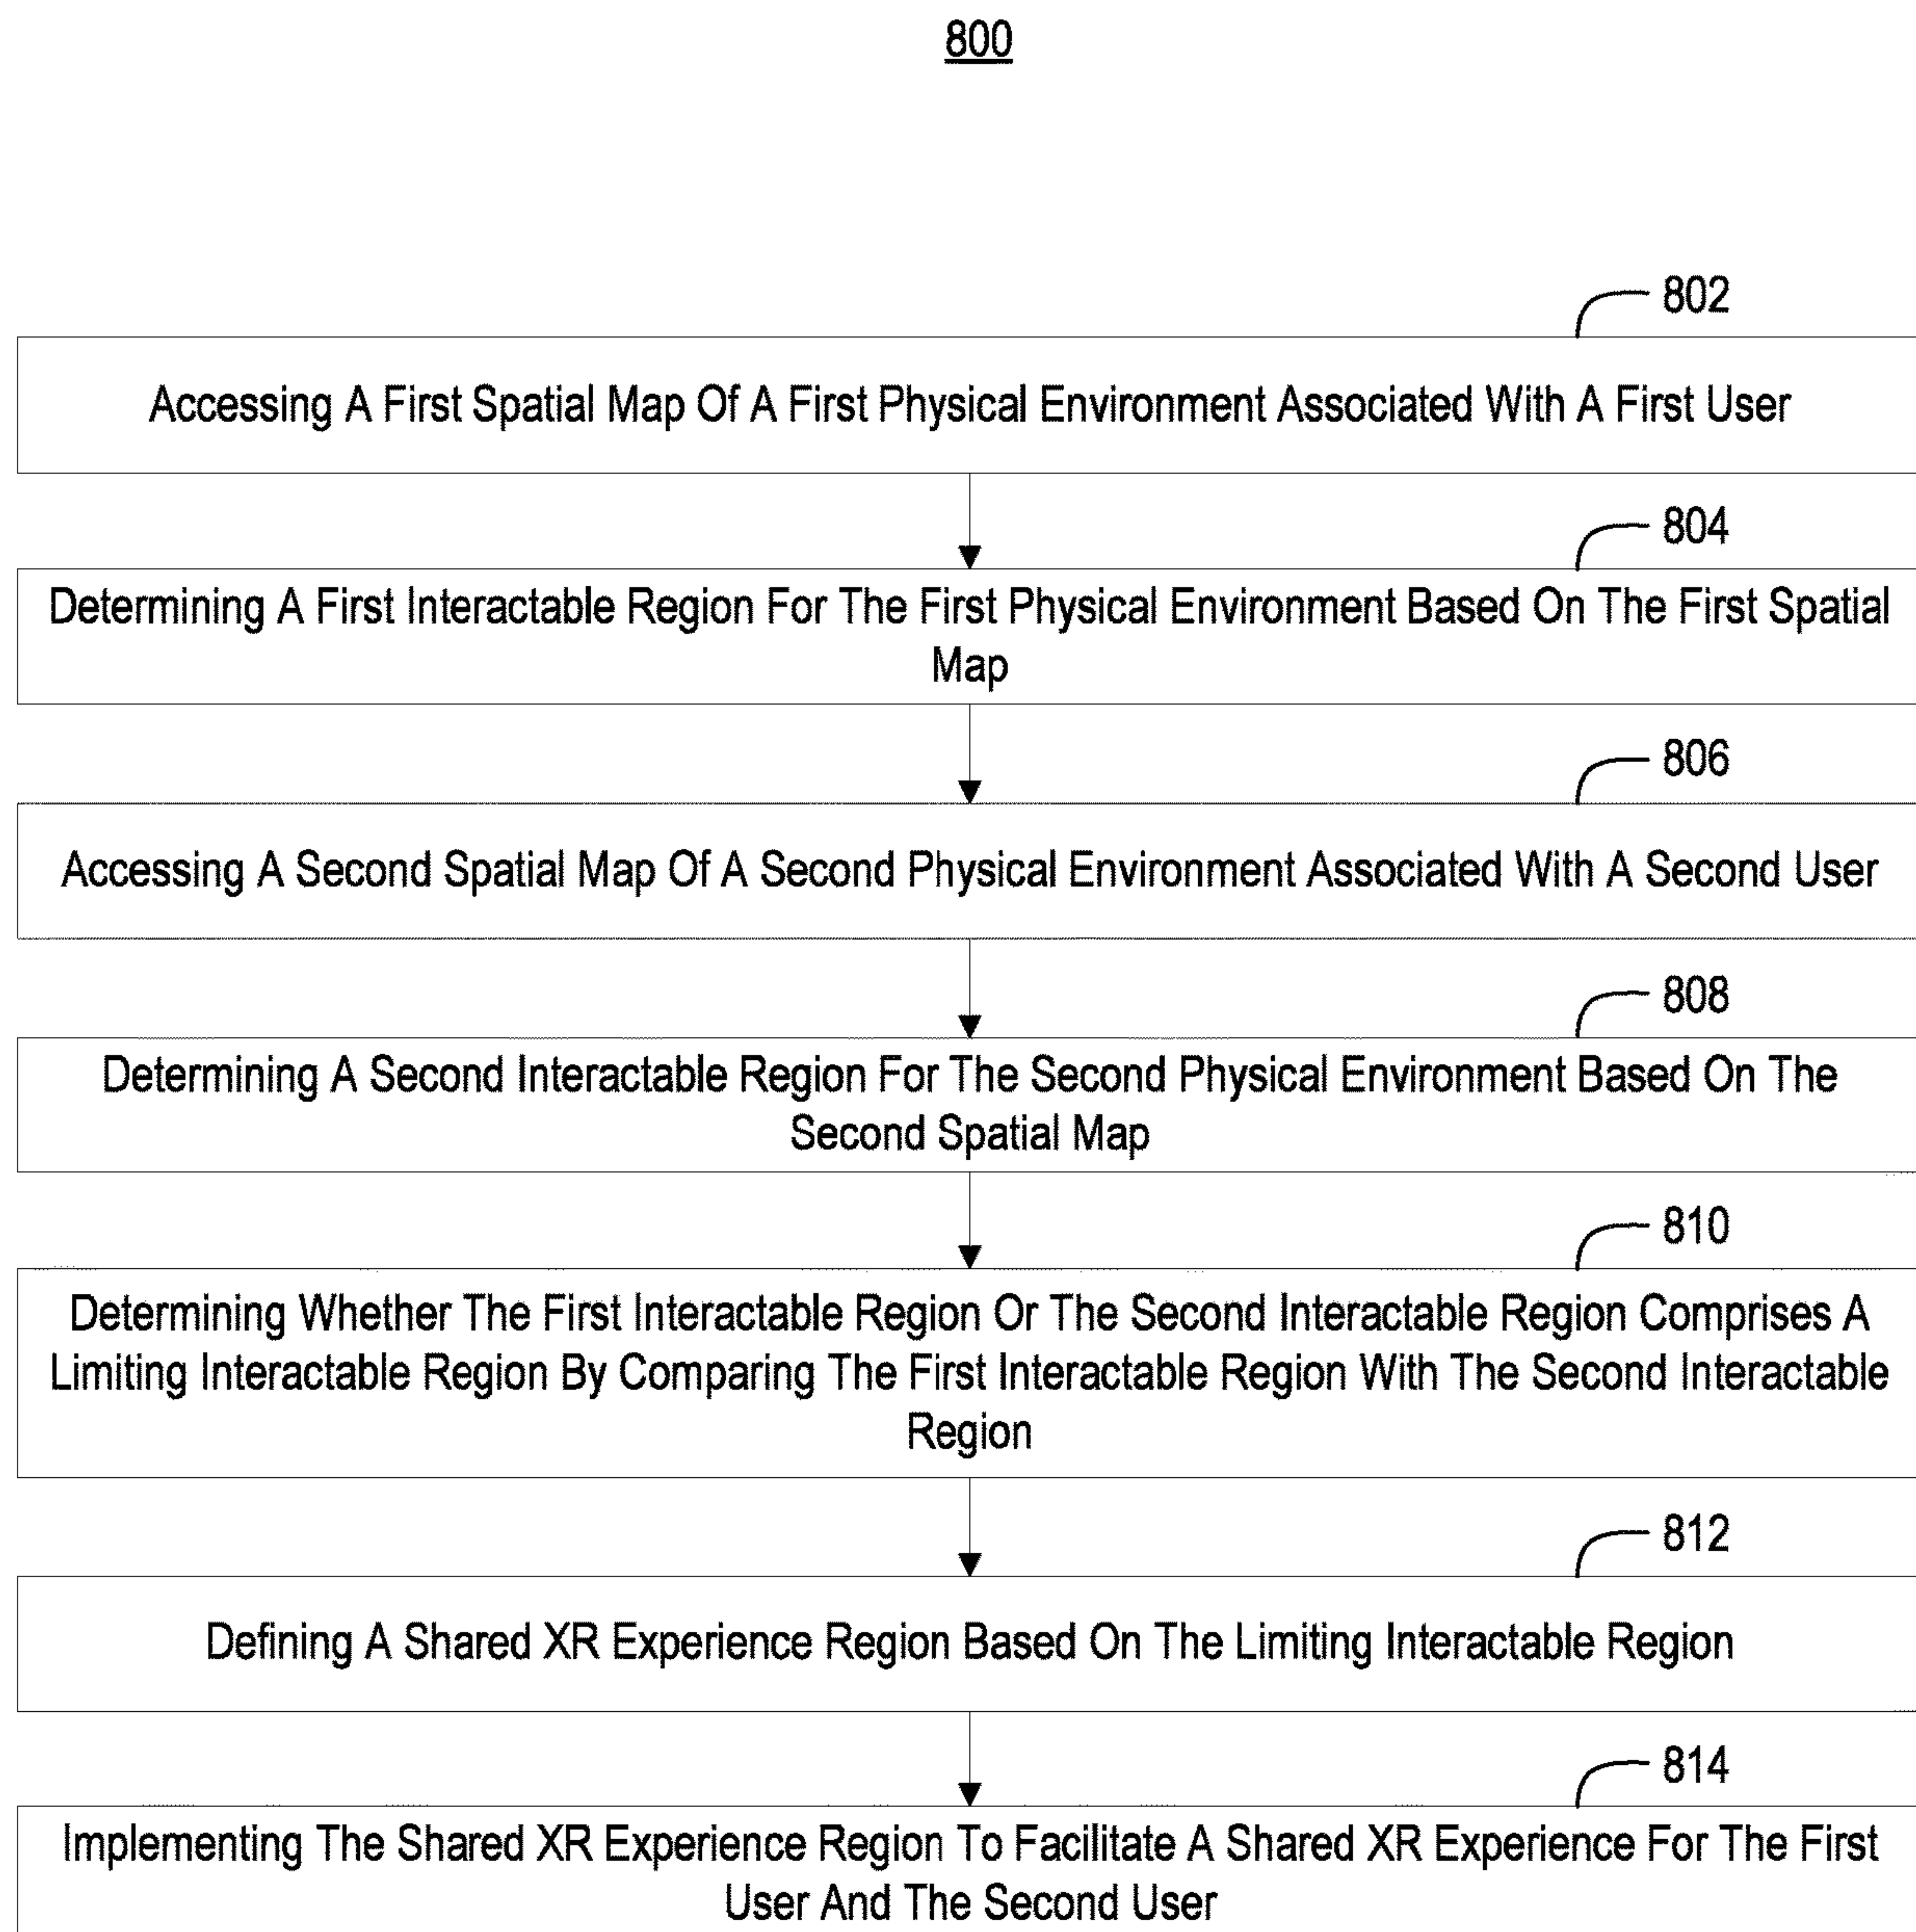 800
802
Accessing A First Spatial Map Of A First Physical Environment Associated With A First User
804
Determining A First Interactable Region For The First Physical Environment Based On The First Spatial
Map
806
Accessing A Second Spatial Map Of A Second Physical Environment Associated With A Second User
808
Determining A Second Interactable Region For The Second Physical Environment Based On The
Second Spatial Map
810
Determining Whether The First Interactable Region Or The Second Interactable Region Comprises A
Limiting Interactable Region By Comparing The First Interactable Region With The Second Interactable
Region
812
Defining A Shared XR Experience Region Based On The Limiting Interactable Region
814
Implementing The Shared XR Experience Region To Facilitate A Shared XR Experience For The First
User And The Second User